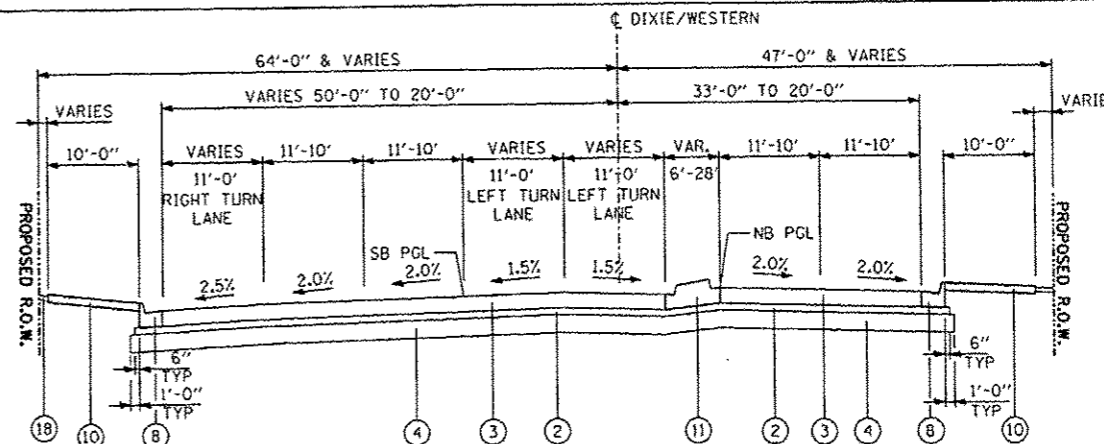 ℄ DIXIE/WESTERN
64'-0" & VARIES
47'-0" & VARIES
VARIES
VARIES 50'-0" TO 20'-0"
33'-0" TO 20'-0"
VARIE
10'-0"
VARIES
11'-10'
11'-10'
VARIES
VARIES
VAR.
11'-10'
11'-10'
10'-0"
11'-0'
RIGHT TURN
LANE
11'-0'
LEFT TURN
LANE
11'-0'
LEFT TURN
LANE
6'-28'
PROPOSED R.O.W.
SB PGL
NB PGL
PROPOSED R.O.W.
2.5%
2.0%
2.0%
1.5%
1.5%
2.0%
2.0%
6"
TYP
1'-0"
TYP
6"
TYP
1'-0"
TYP
18
10
8
4
3
2
11
2
3
4
8
10